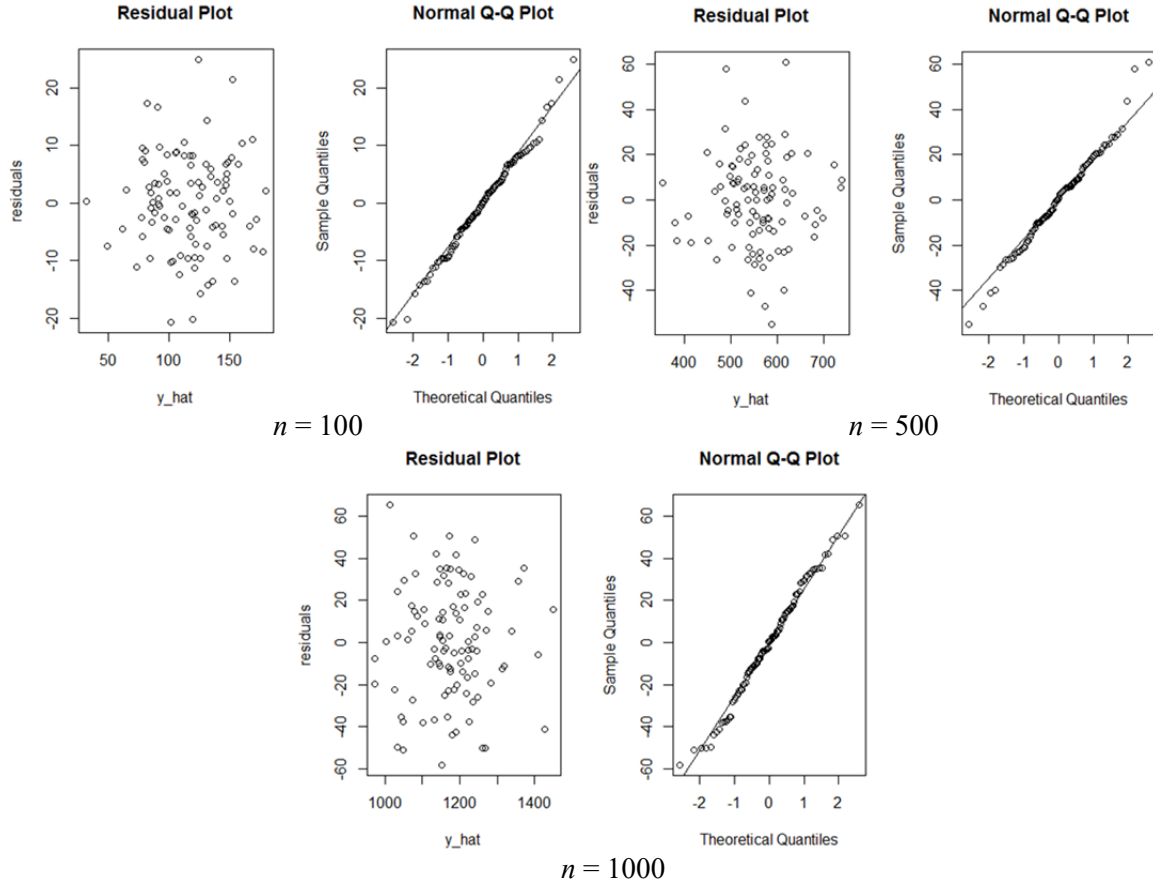 Residual Plot
Normal Q-Q Plot
Residual Plot
Normal Q-Q Plot
residuals
20
10
0
-10
-20
50 100 150
y_hat
Sample Quantiles
20
10
0
-10
-20
-2 -1 0 1 2
Theoretical Quantiles
residuals
60
40
20
0
-20
-40
400 500 600 700
y_hat
Sample Quantiles
60
40
20
0
-20
-40
-2 -1 0 1 2
Theoretical Quantiles
n = 100
n = 500
Residual Plot
Normal Q-Q Plot
residuals
60
40
20
0
-20
-40
-60
1000 1200 1400
y_hat
Sample Quantiles
60
40
20
0
-20
-40
-60
-2 -1 0 1 2
Theoretical Quantiles
n = 1000